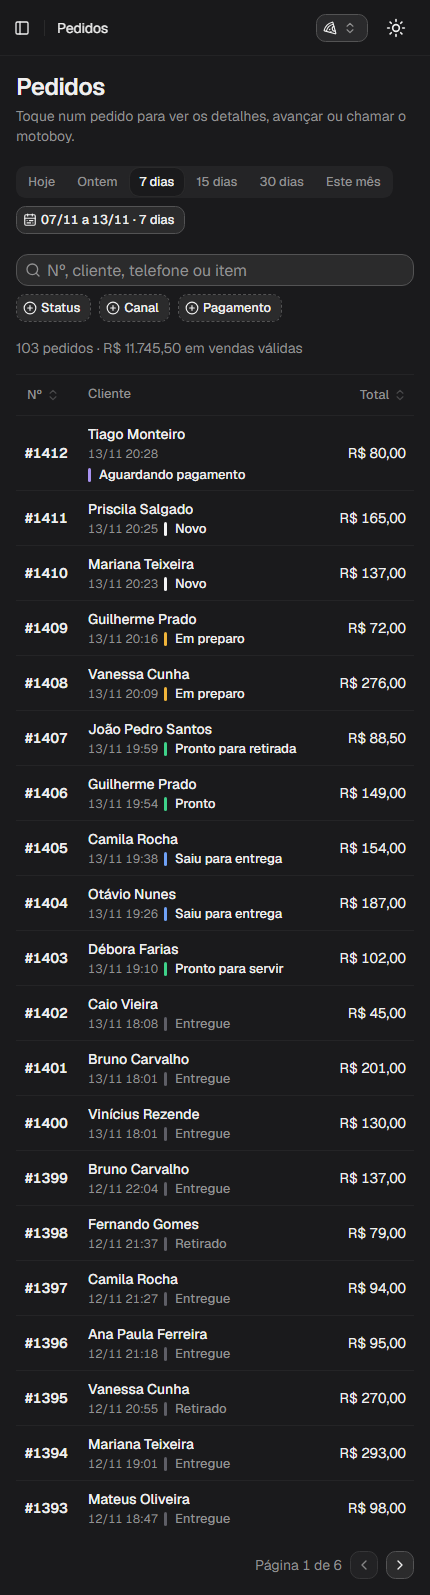 Pedidos
Pedidos
Toque num pedido para ver os detalhes, avançar ou chamar o
motoboy.
Hoje Ontem 7 dias 15 dias 30 dias Este mês
07/11 a 13/11 · 7 dias
Nº, cliente, telefone ou item
Status Canal Pagamento
103 pedidos · R$ 11.745,50 em vendas válidas
Nº Cliente Total
Tiago Monteiro
#1412 13/11 20:28 R$ 80,00
Aguardando pagamento
Priscila Salgado
#1411 R$ 165,00
13/11 20:25 Novo
Mariana Teixeira
#1410 R$ 137,00
13/11 20:23 Novo
Guilherme Prado
#1409 R$ 72,00
13/11 20:16 Em preparo
Vanessa Cunha
#1408 R$ 276,00
13/11 20:09 Em preparo
João Pedro Santos
#1407 R$ 88,50
13/11 19:59 Pronto para retirada
Guilherme Prado
#1406 R$ 149,00
13/11 19:54 Pronto
Camila Rocha
#1405 R$ 154,00
13/11 19:38 Saiu para entrega
Otávio Nunes
#1404 R$ 187,00
13/11 19:26 Saiu para entrega
Débora Farias
#1403 R$ 102,00
13/11 19:10 Pronto para servir
Caio Vieira
#1402 R$ 45,00
13/11 18:08 Entregue
Bruno Carvalho
#1401 R$ 201,00
13/11 18:01 Entregue
Vinícius Rezende
#1400 R$ 130,00
13/11 18:01 Entregue
Bruno Carvalho
#1399 R$ 137,00
12/11 22:04 Entregue
Fernando Gomes
#1398 R$ 79,00
12/11 21:37 Retirado
Camila Rocha
#1397 R$ 94,00
12/11 21:27 Entregue
Ana Paula Ferreira
#1396 R$ 95,00
12/11 21:18 Entregue
Vanessa Cunha
#1395 R$ 270,00
12/11 20:55 Retirado
Mariana Teixeira
#1394 R$ 293,00
12/11 19:01 Entregue
Mateus Oliveira
#1393 R$ 98,00
12/11 18:47 Entregue
Página 1 de 6